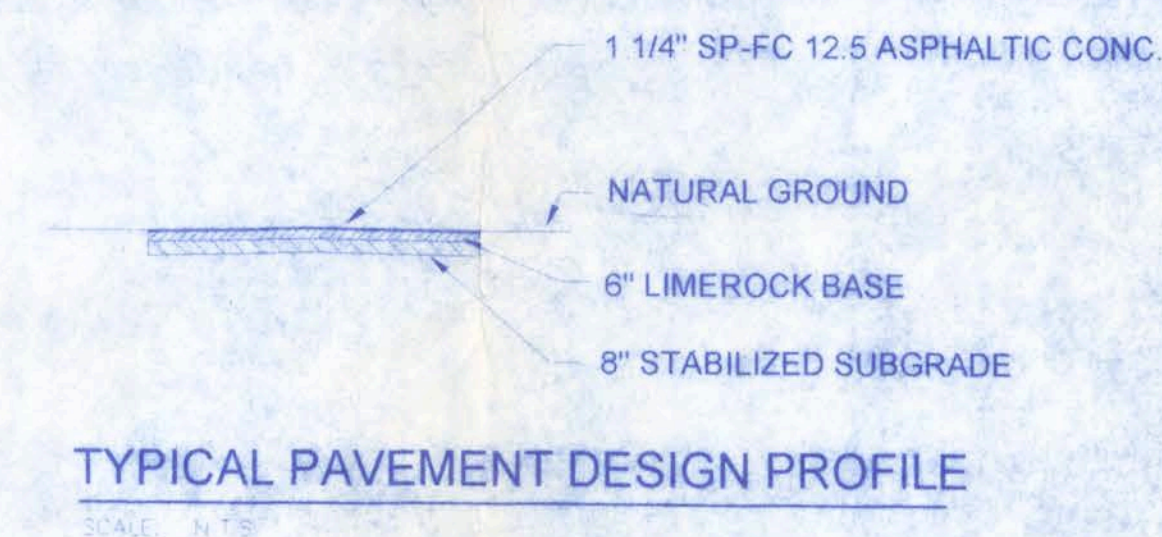 1 1/4" SP-FC 12.5 ASPHALTIC CONC.
NATURAL GROUND
6" LIMEROCK BASE
8" STABILIZED SUBGRADE
TYPICAL PAVEMENT DESIGN PROFILE
SCALE: N.T.S.